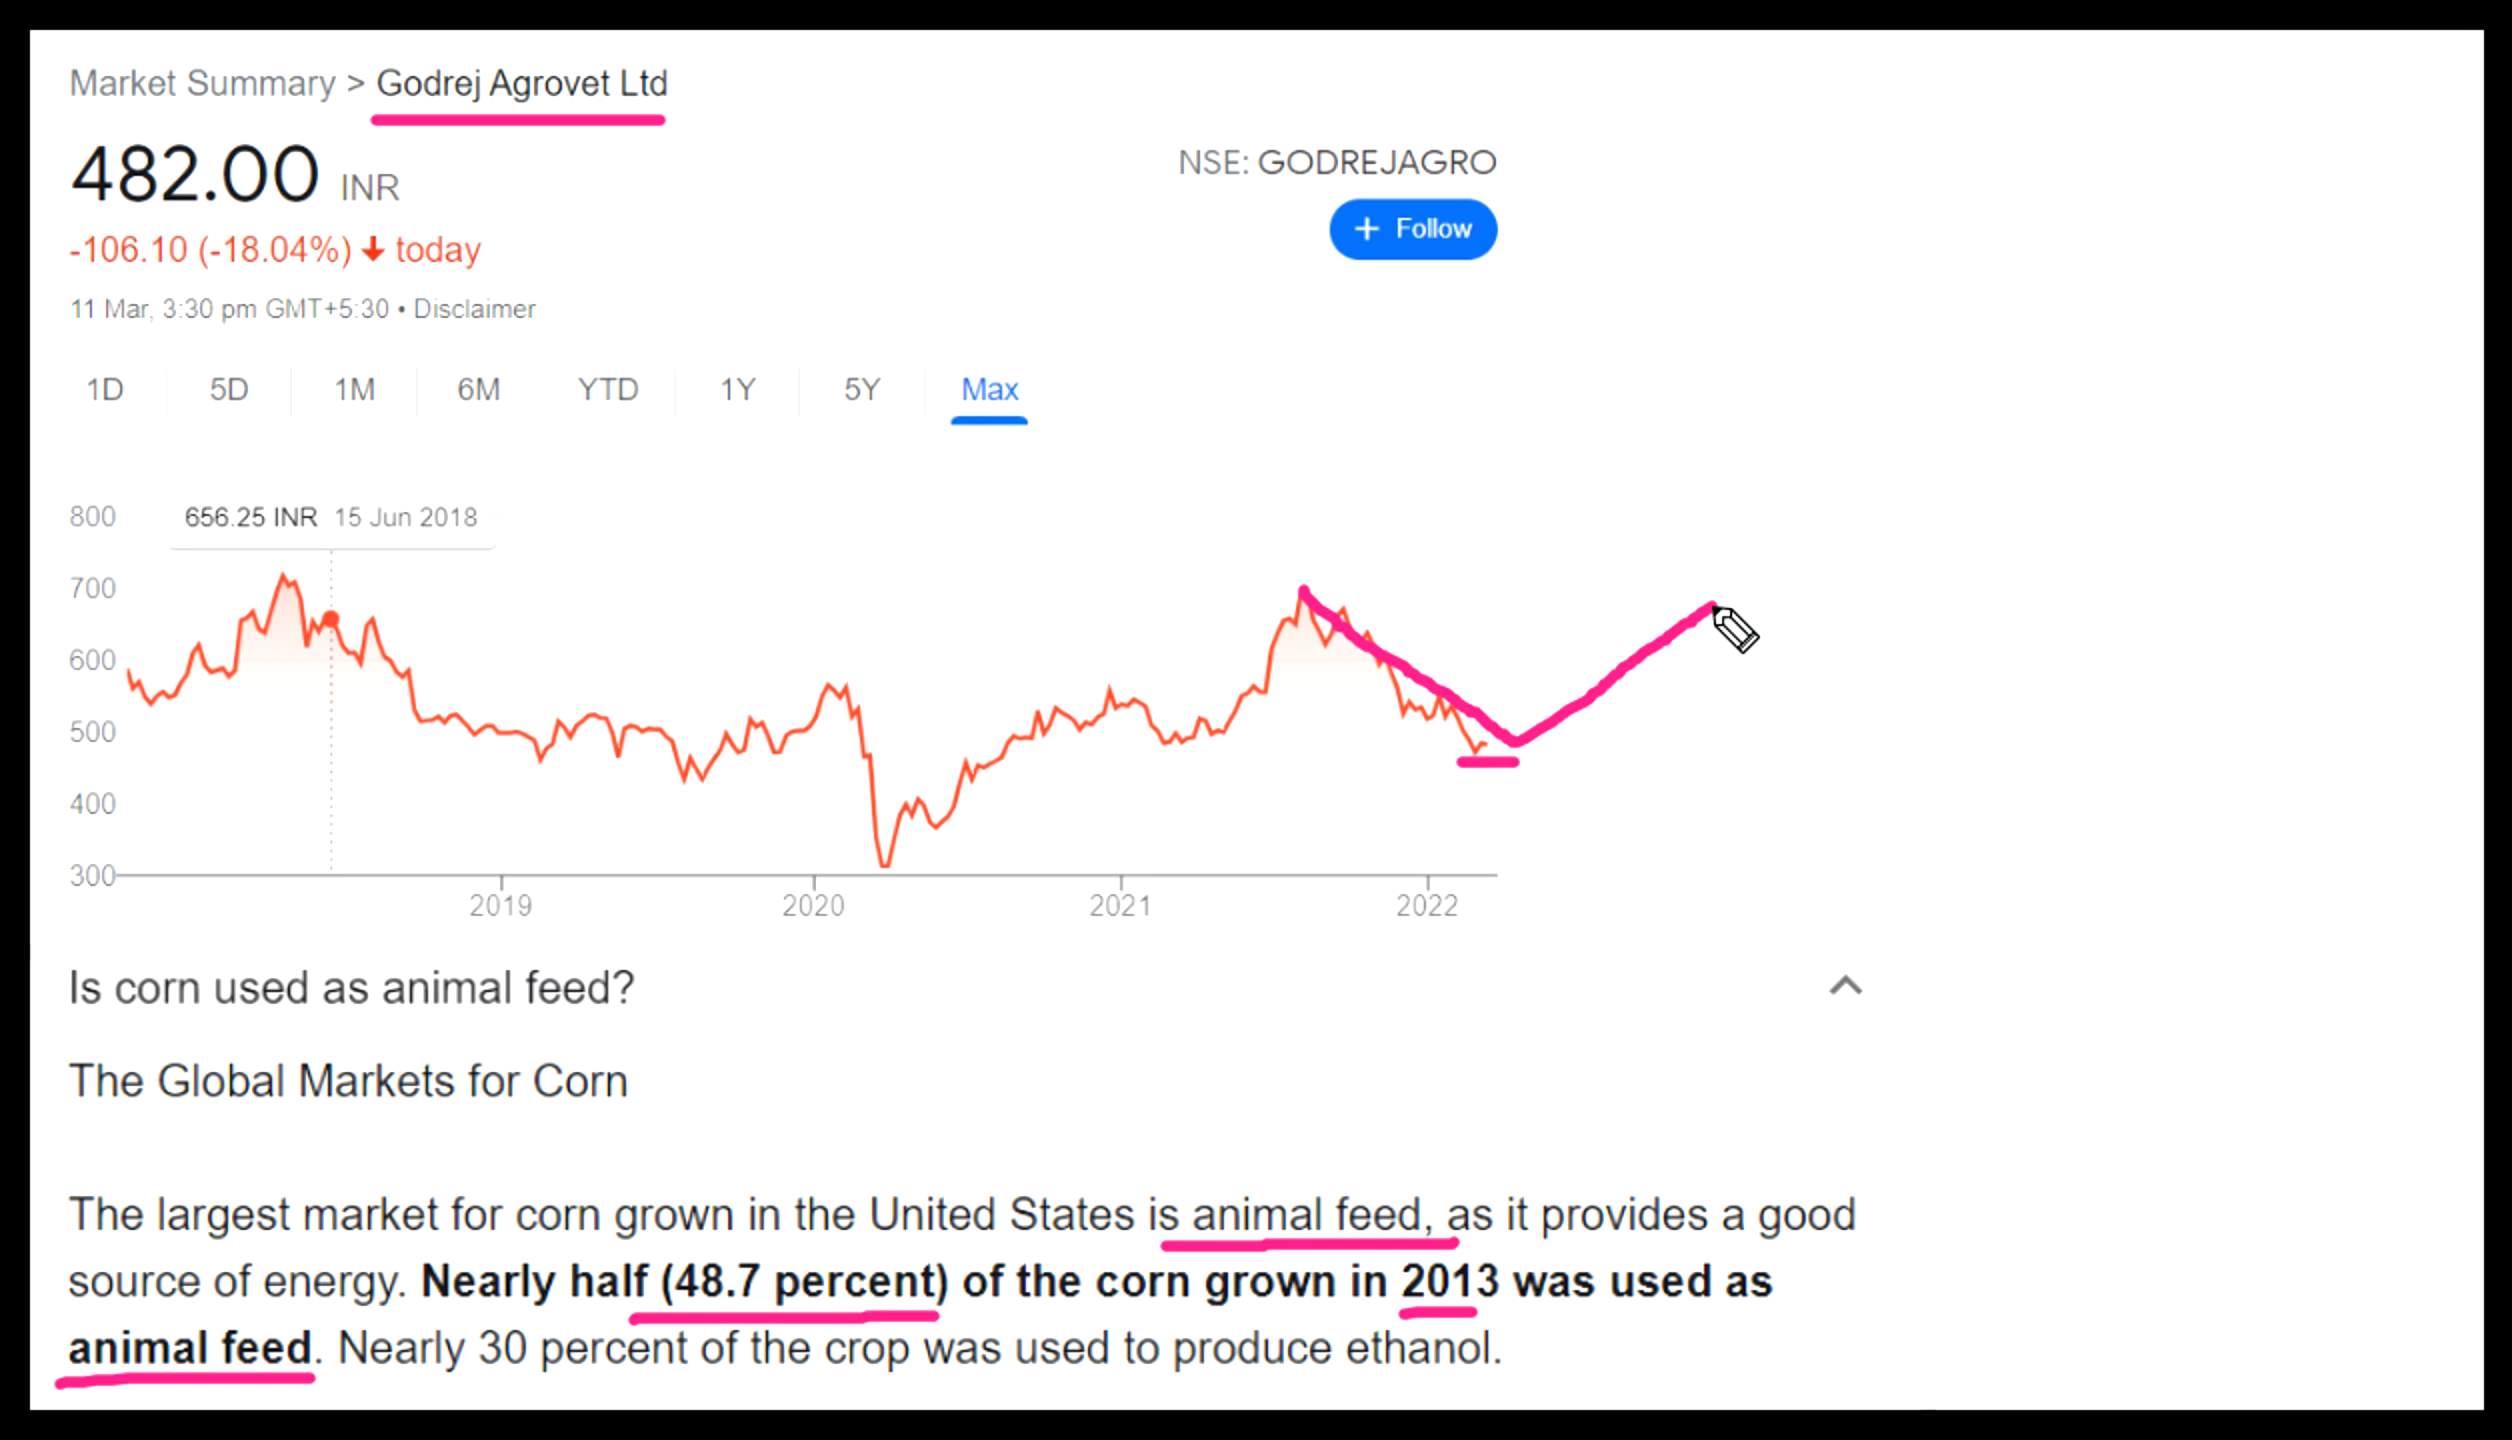 Market Summary > Godrej Agrovet Ltd
482.00 INR
NSE: GODREJAGRO
+ Follow
-106.10 (-18.04%) ↓ today
11 Mar, 3:30 pm GMT+5:30 • Disclaimer
1D 5D 1M 6M YTD 1Y 5Y Max
656.25 INR 15 Jun 2018
800
700
600
500
400
300
2019 2020 2021 2022
Is corn used as animal feed?
The Global Markets for Corn
The largest market for corn grown in the United States is animal feed, as it provides a good
source of energy. Nearly half (48.7 percent) of the corn grown in 2013 was used as
animal feed. Nearly 30 percent of the crop was used to produce ethanol.